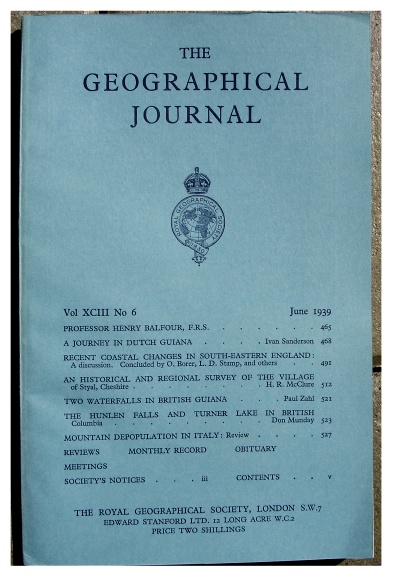 THE
GEOGRAPHICAL
JOURNAL
ROYAL GEOGRAPHICAL SOCIETY
Vol XCIII No 6 June 1939
PROFESSOR HENRY BALFOUR, F.R.S. . . . . . . 465
A JOURNEY IN DUTCH GUIANA . . . . Ivan Sanderson 468
RECENT COASTAL CHANGES IN SOUTH-EASTERN ENGLAND:
A discussion. Concluded by O. Borer, L. D. Stamp, and others . 491
AN HISTORICAL AND REGIONAL SURVEY OF THE VILLAGE
of Styal, Cheshire . . . . . . . H. R. McClure 512
TWO WATERFALLS IN BRITISH GUIANA . . . Paul Zahl 521
THE HUNLEN FALLS AND TURNER LAKE IN BRITISH
Columbia . . . . . . . . Don Munday 523
MOUNTAIN DEPOPULATION IN ITALY: Review . . . . 527
REVIEWS MONTHLY RECORD OBITUARY
MEETINGS
SOCIETY'S NOTICES . . . iii CONTENTS . . v
THE ROYAL GEOGRAPHICAL SOCIETY, LONDON S.W.7
EDWARD STANFORD LTD. 12 LONG ACRE W.C.2
PRICE TWO SHILLINGS